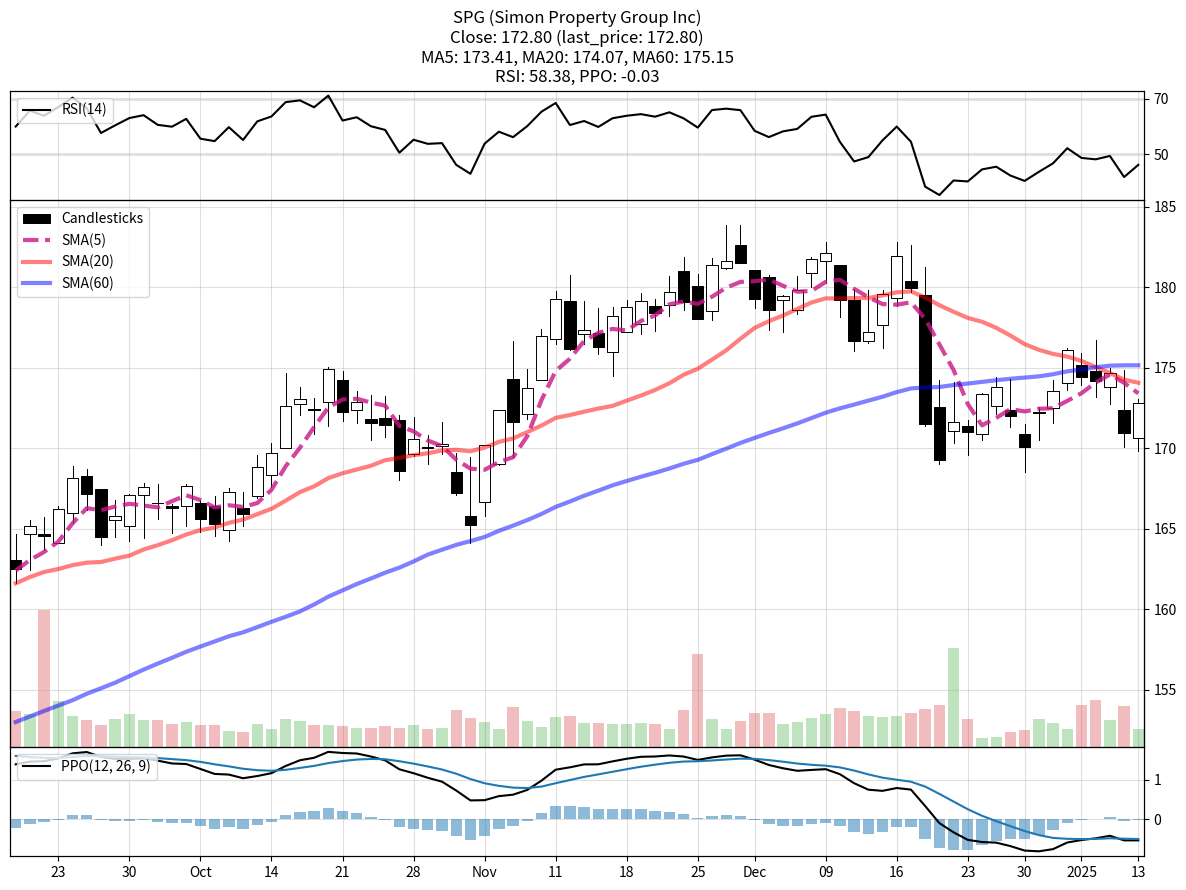 SPG (Simon Property Group Inc)
Close: 172.80 (last_price: 172.80)
MA5: 173.41, MA20: 174.07, MA60: 175.15
RSI: 58.38, PPO: -0.03
RSI(14)
70
50
Candlesticks
SMA(5)
SMA(20)
SMA(60)
185
180
175
170
165
160
155
PPO(12, 26, 9)
1
0
23 30 Oct 14 21 28 Nov 11 18 25 Dec 09 16 23 30 2025 13